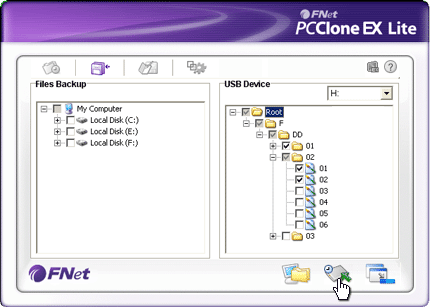 FNet
PCClone EX Lite
Files Backup
My Computer
Local Disk (C:)
Local Disk (E:)
Local Disk (F:)
USB Device
H:
Root
F
DD
01
02
01
02
03
04
05
06
03
FNet